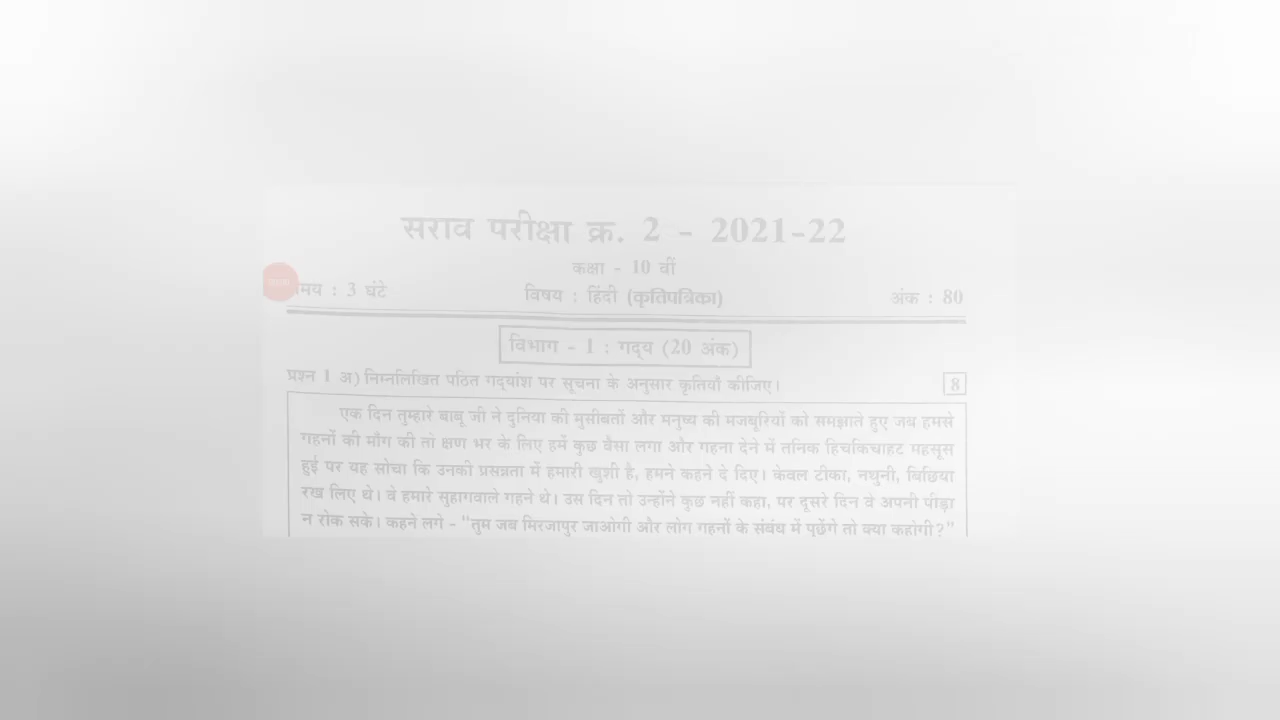 सराव परीक्षा क्र. 2 - 2021-22
कक्षा - 10 वीं
मय : 3 घंटे विषय : हिंदी (कृतिपत्रिका) अंक : 80
विभाग - 1 : गद्य (20 अंक)
प्रश्न 1 अ) निम्नलिखित पठित गद्यांश पर सूचना के अनुसार कृतियाँ कीजिए। 8
एक दिन तुम्हारे बाबू जी ने दुनिया की मुसीबतों और मनुष्य की मजबूरियों को समझाते हुए जब हमसे
गहनों की माँग की तो क्षण भर के लिए हमें कुछ वैसा लगा और गहना देने में तनिक हिचकिचाहट महसूस
हुई पर यह सोचा कि उनकी प्रसन्नता में हमारी खुशी है, हमने कहने दे दिए। केवल टीका, नथुनी, बिछिया
रख लिए थे। वे हमारे सुहागवाले गहने थे। उस दिन तो उन्होंने कुछ नहीं कहा, पर दूसरे दिन वे अपनी पीड़ा
न रोक सके। कहने लगे - "तुम जब मिरजापुर जाओगी और लोग गहनों के संबंध में पूछेंगे तो क्या कहोगी?"